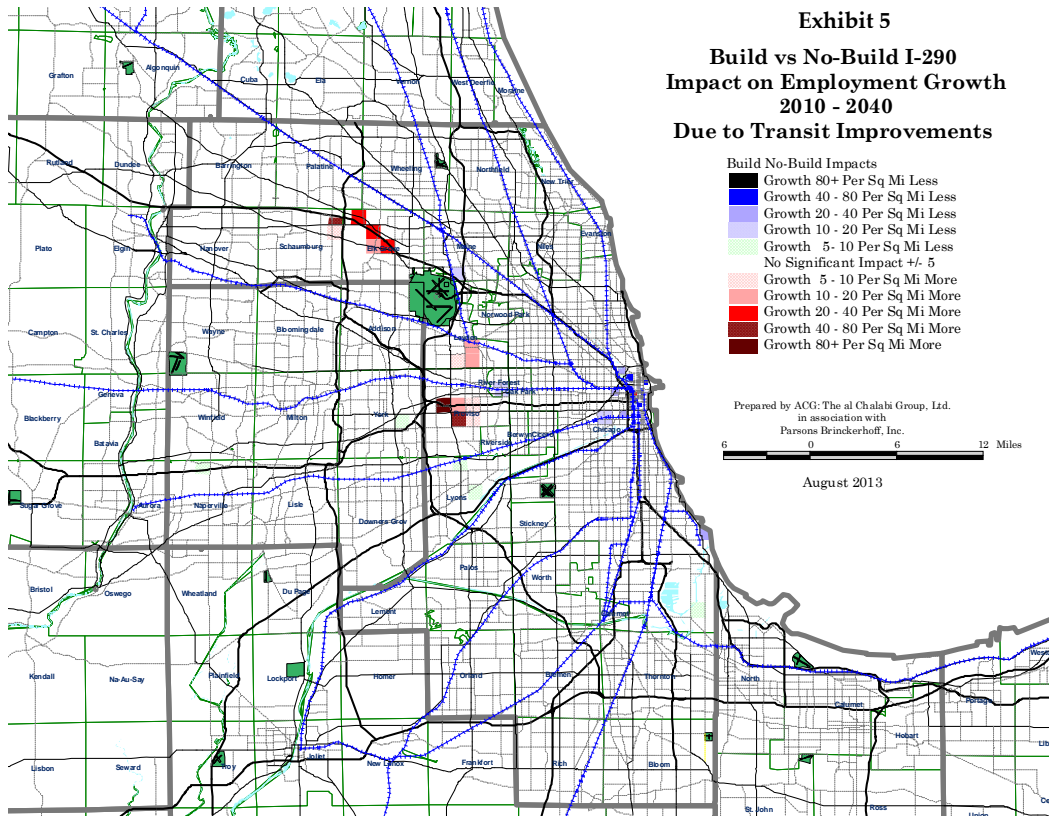 Exhibit 5
Build vs No-Build I-290
Impact on Employment Growth
2010 - 2040
Due to Transit Improvements
Build No-Build Impacts
Growth 80+ Per Sq Mi Less
Growth 40 - 80 Per Sq Mi Less
Growth 20 - 40 Per Sq Mi Less
Growth 10 - 20 Per Sq Mi Less
Growth 5- 10 Per Sq Mi Less
No Significant Impact +/- 5
Growth 5 - 10 Per Sq Mi More
Growth 10 - 20 Per Sq Mi More
Growth 20 - 40 Per Sq Mi More
Growth 40 - 80 Per Sq Mi More
Growth 80+ Per Sq Mi More
Prepared by ACG: The al Chalabi Group, Ltd.
in association with
Parsons Brinckerhoff, Inc.
6 0 6 12 Miles
August 2013
Grafton
Algonquin
Cuba
Ela
Vernon
West Deerfie
Moraine
Rutland
Dundee
Barrington
Palatine
Wheeling
Northfield
New Trier
Plato
Elgin
Hanover
Schaumburg
Elk Grove
Maine
Niles
Evanston
Campton
St. Charles
Wayne
Bloomingdale
Addison
Leyden
Norwood Park
Geneva
Blackberry
Batavia
Winfield
Milton
York
River Forest
Oak Park
Proviso
Riverside
Berwyn
Cicero
Chicago
Sugar Grove
Aurora
Naperville
Lisle
Downers Grov
Lyons
Stickney
Bristol
Oswego
Wheatland
Du Page
Lemont
Palos
Worth
Calumet
Kendall
Na-Au-Say
Plainfield
Lockport
Homer
Orland
Bremen
Thornton
North
Calumet
Portage
West
Lisbon
Seward
Troy
Joliet
New Lenox
Frankfort
Rich
Bloom
Hobart
Lib
St. John
Ross
Union
Ce